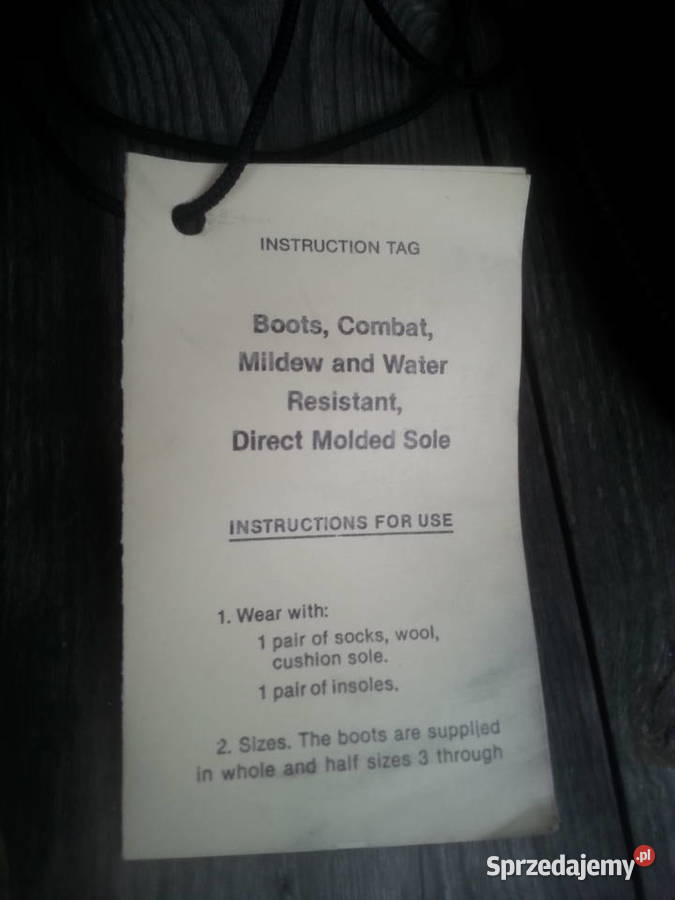 INSTRUCTION TAG
Boots, Combat,
Mildew and Water
Resistant,
Direct Molded Sole
INSTRUCTIONS FOR USE
1. Wear with:
1 pair of socks, wool,
cushion sole.
1 pair of insoles.
2. Sizes. The boots are supplied
in whole and half sizes 3 through
Sprzedajemy.pl